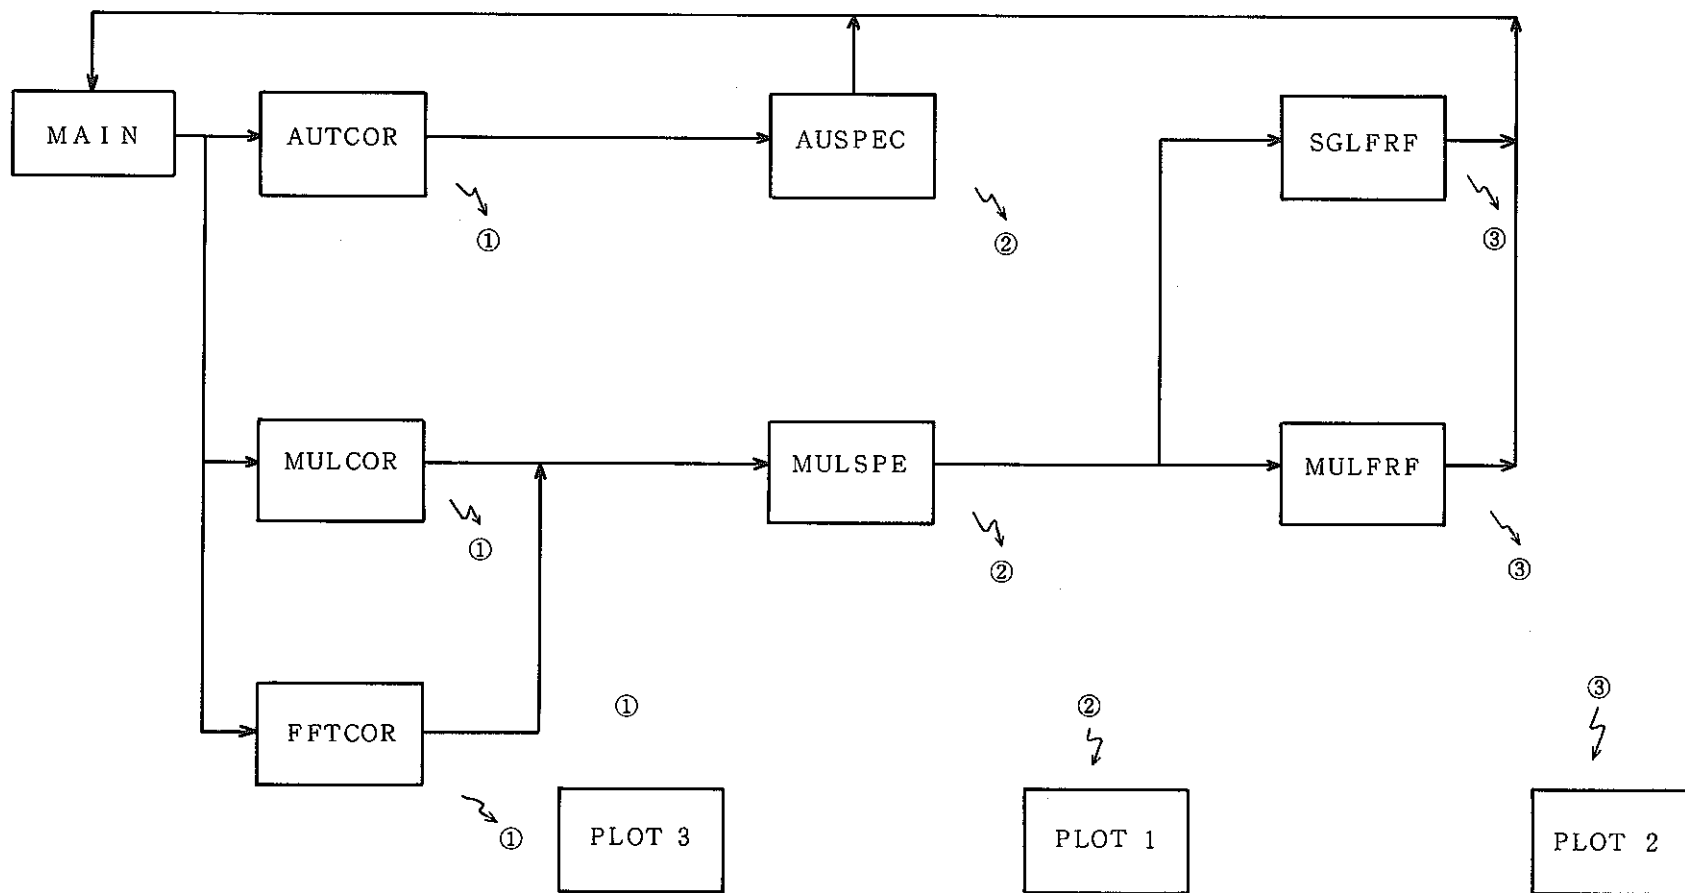 MAIN
AUTCOR
AUSPEC
SGLFRF
①
②
③
MULCOR
MULSPE
MULFRF
①
②
③
FFTCOR
①
②
③
①
PLOT 3
PLOT 1
PLOT 2